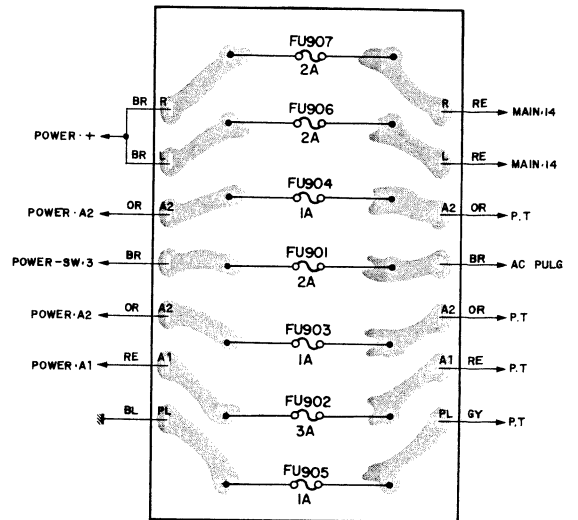 FU907
2A
BR R R RE MAIN·14
POWER·+
FU906
2A
BR L L RE MAIN·14
FU904
1A
POWER·A2 OR A2 A2 OR P.T
FU901
2A
POWER-SW·3 BR BR AC PULG
POWER·A2 OR A2 A2 OR P.T
FU903
1A
POWER·A1 RE A1 A1 RE P.T
FU902
3A
BL PL PL GY P.T
FU905
1A